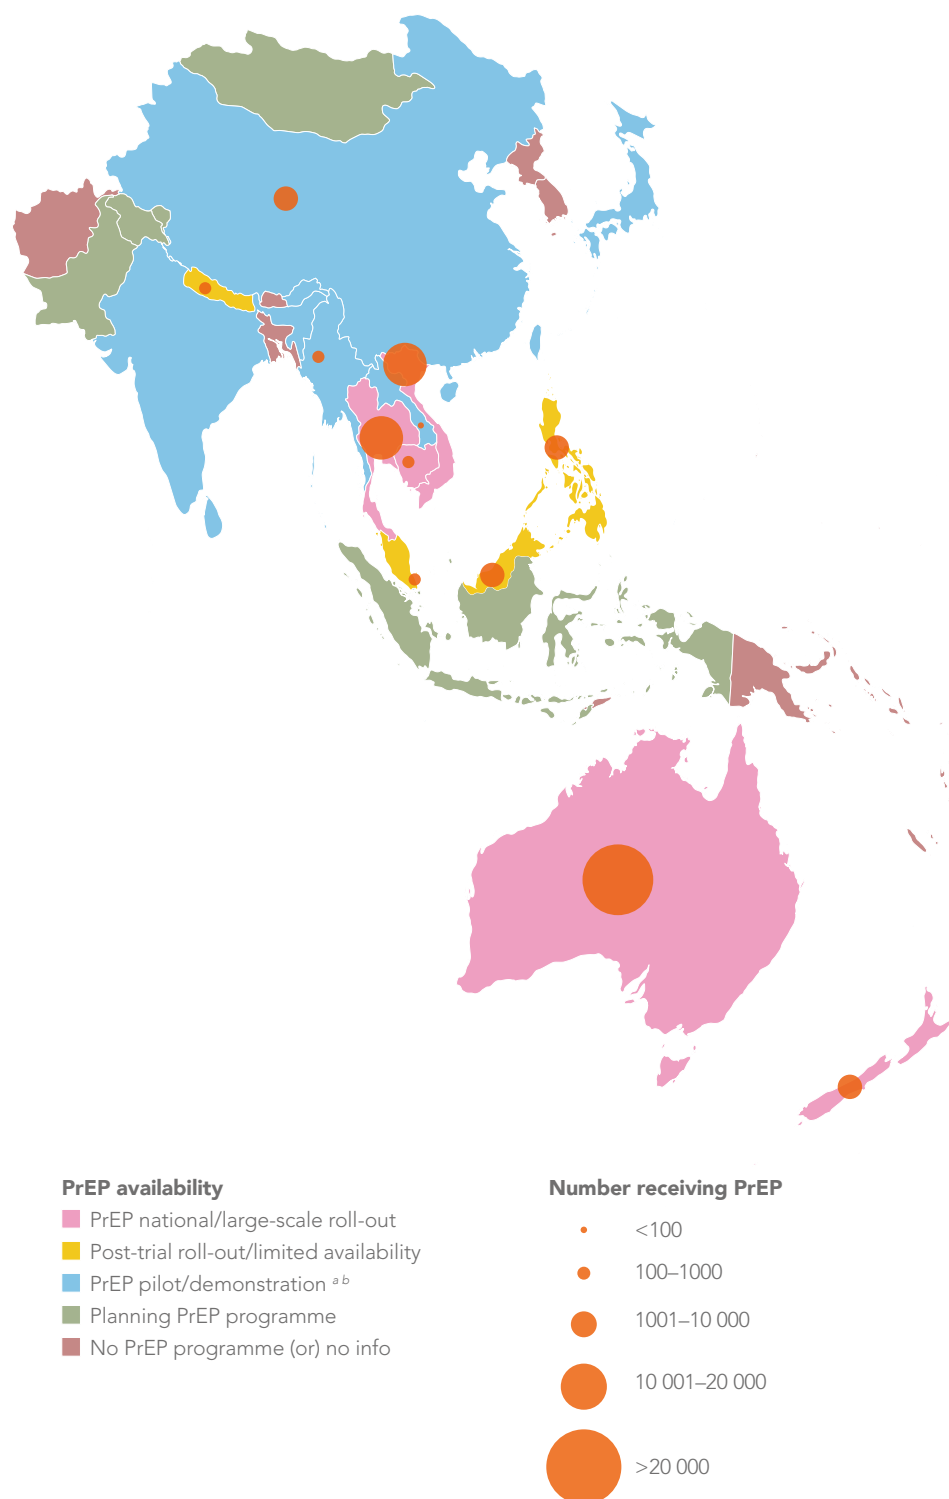 PrEP availability
PrEP national/large-scale roll-out
Post-trial roll-out/limited availability
PrEP pilot/demonstration a b
Planning PrEP programme
No PrEP programme (or) no info
Number receiving PrEP
<100
100–1000
1001–10 000
10 001–20 000
>20 000